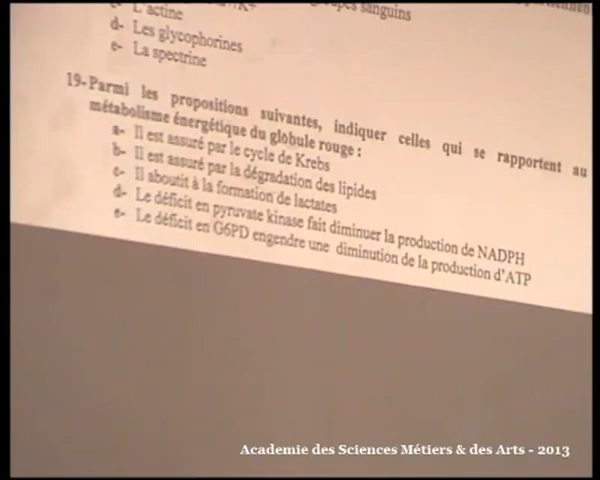 sanguins
L'actine
d- Les glycophorines
e- La spectrine
19- Parmi les propositions suivantes, indiquer celles qui se rapportent au
métabolisme énergétique du globule rouge :
a- Il est assuré par le cycle de Krebs
b- Il est assuré par la dégradation des lipides
c- Il aboutit à la formation de lactates
d- Le déficit en pyruvate kinase fait diminuer la production de NADPH
e- Le déficit en G6PD engendre une diminution de la production d'ATP
Academie des Sciences Métiers & des Arts - 2013